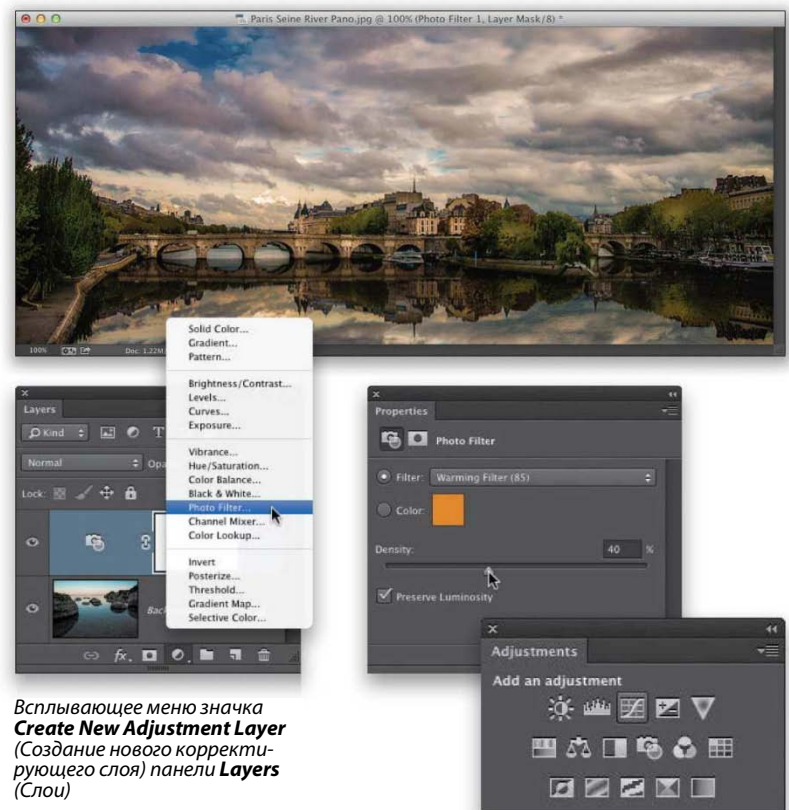 Paris Seine River Pano.jpg @ 100% (Photo Filter 1, Layer Mask/8) *
100% Doc: 1.22M/
Solid Color...
Gradient...
Pattern...
Brightness/Contrast...
Levels...
Curves...
Exposure...
Vibrance...
Hue/Saturation...
Color Balance...
Black & White...
Photo Filter...
Channel Mixer...
Color Lookup...
Invert
Posterize...
Threshold...
Gradient Map...
Selective Color...
Layers
Kind T
Normal
Lock:
fx
Properties
Photo Filter
Filter: Warming Filter (85)
Color:
Density: 40 %
Preserve Luminosity
Adjustments
Add an adjustment
Всплывающее меню значка
Create New Adjustment Layer
(Создание нового корректи-
рующего слоя) панели Layers
(Слои)